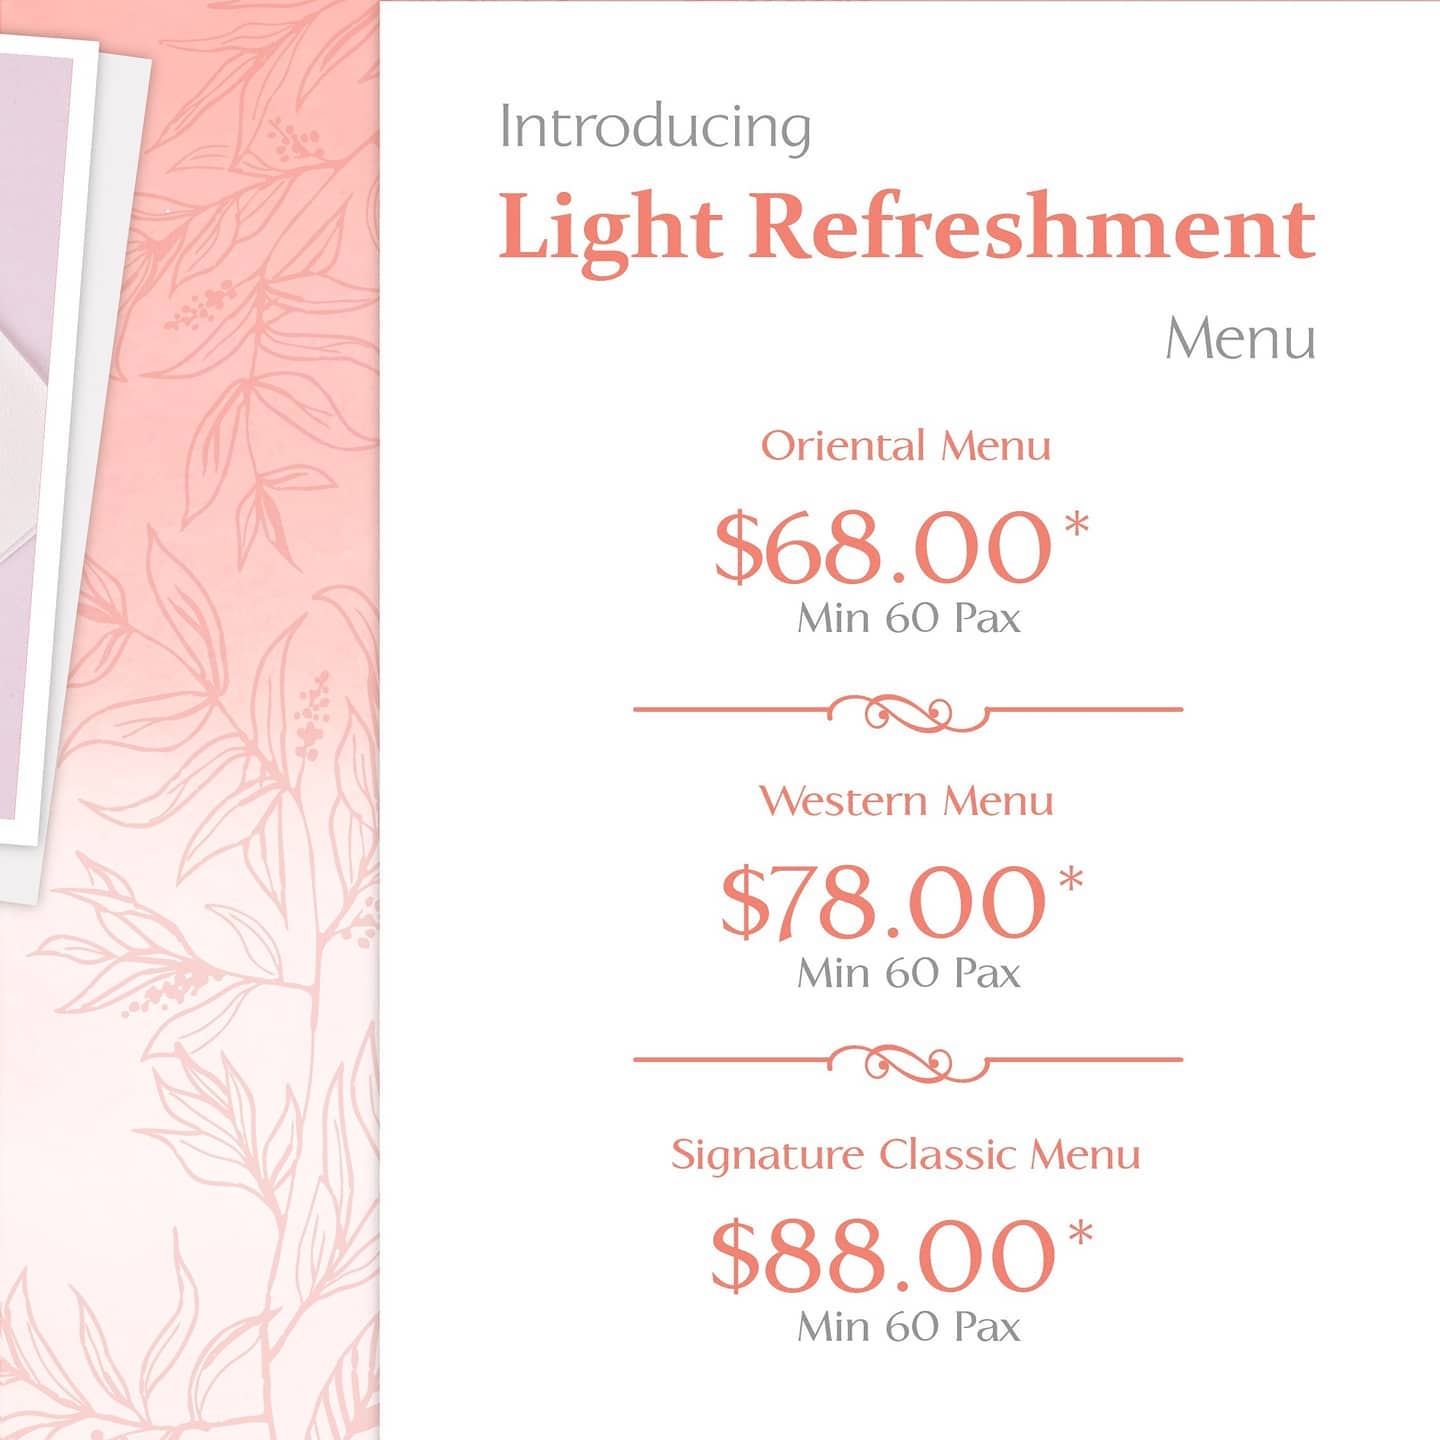 Introducing
Light Refreshment
Menu
Oriental Menu
$68.00*
Min 60 Pax
Western Menu
$78.00*
Min 60 Pax
Signature Classic Menu
$88.00*
Min 60 Pax